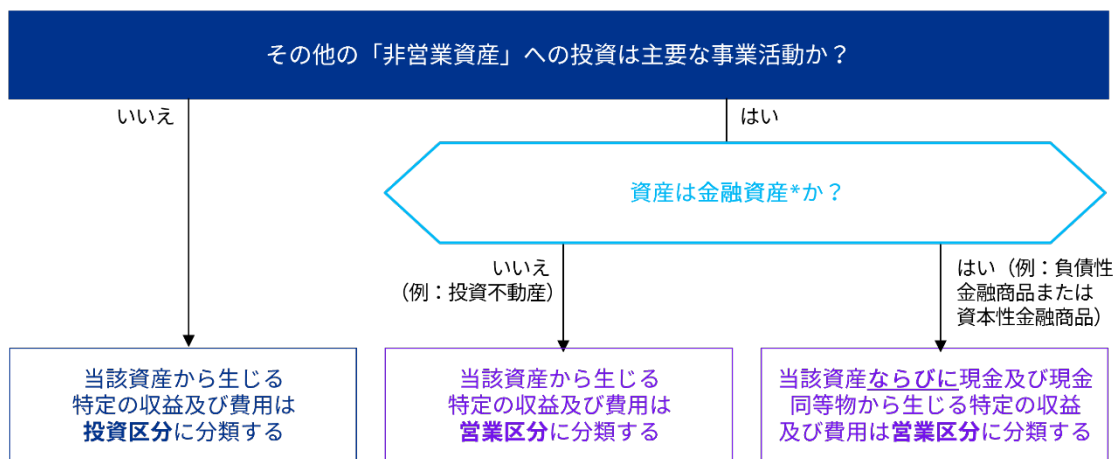 その他の「非営業資産」への投資は主要な事業活動か？
いいえ
はい
資産は金融資産*か？
いいえ
（例：投資不動産）
はい（例：負債性
金融商品または
資本性金融商品）
当該資産から生じる
特定の収益及び費用は
投資区分に分類する
当該資産から生じる
特定の収益及び費用は
営業区分に分類する
当該資産ならびに現金及び現金
同等物から生じる特定の収益
及び費用は営業区分に分類する